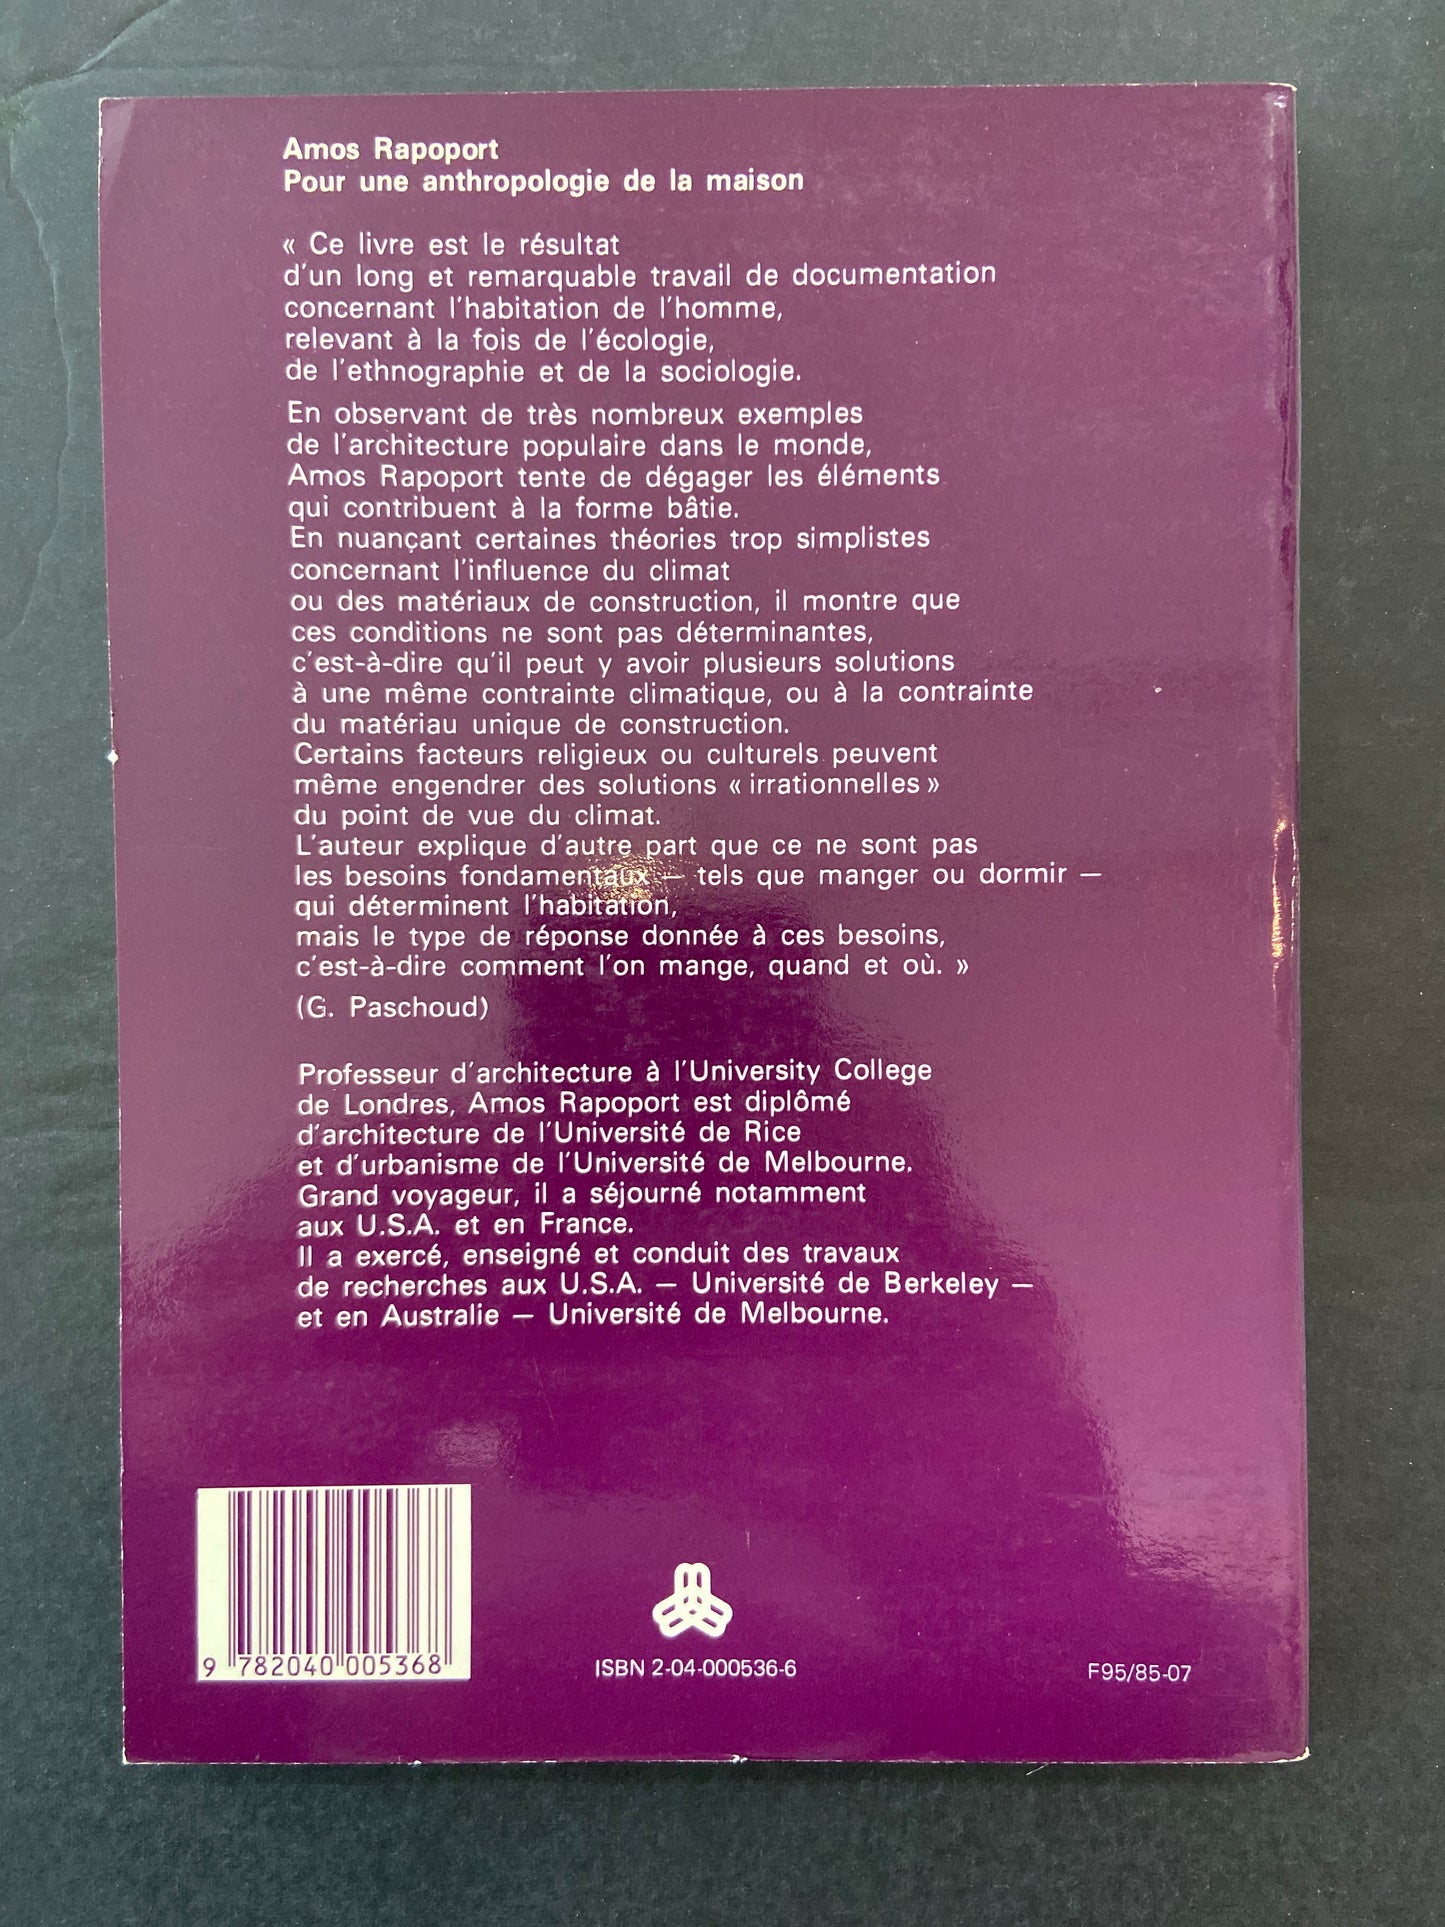 Amos Rapoport
Pour une anthropologie de la maison
« Ce livre est le résultat
d'un long et remarquable travail de documentation
concernant l'habitation de l'homme,
relevant à la fois de l'écologie,
de l'ethnographie et de la sociologie.
En observant de très nombreux exemples
de l'architecture populaire dans le monde,
Amos Rapoport tente de dégager les éléments
qui contribuent à la forme bâtie.
En nuançant certaines théories trop simplistes
concernant l'influence du climat
ou des matériaux de construction, il montre que
ces conditions ne sont pas déterminantes,
c'est-à-dire qu'il peut y avoir plusieurs solutions
à une même contrainte climatique, ou à la contrainte
du matériau unique de construction.
Certains facteurs religieux ou culturels peuvent
même engendrer des solutions « irrationnelles »
du point de vue du climat.
L'auteur explique d'autre part que ce ne sont pas
les besoins fondamentaux — tels que manger ou dormir —
qui déterminent l'habitation,
mais le type de réponse donnée à ces besoins,
c'est-à-dire comment l'on mange, quand et où. »
(G. Paschoud)
Professeur d'architecture à l'University College
de Londres, Amos Rapoport est diplômé
d'architecture de l'Université de Rice
et d'urbanisme de l'Université de Melbourne.
Grand voyageur, il a séjourné notamment
aux U.S.A. et en France.
Il a exercé, enseigné et conduit des travaux
de recherches aux U.S.A. — Université de Berkeley —
et en Australie — Université de Melbourne.
9 782040 005368
ISBN 2-04-000536-6
F95/85-07